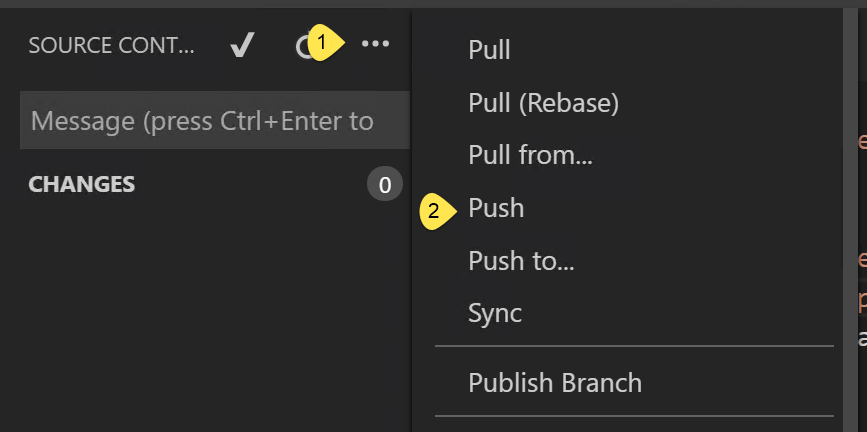 SOURCE CONT...
1
Message (press Ctrl+Enter to
CHANGES
0
Pull
Pull (Rebase)
Pull from...
2
Push
Push to...
Sync
Publish Branch
e
e
p
a